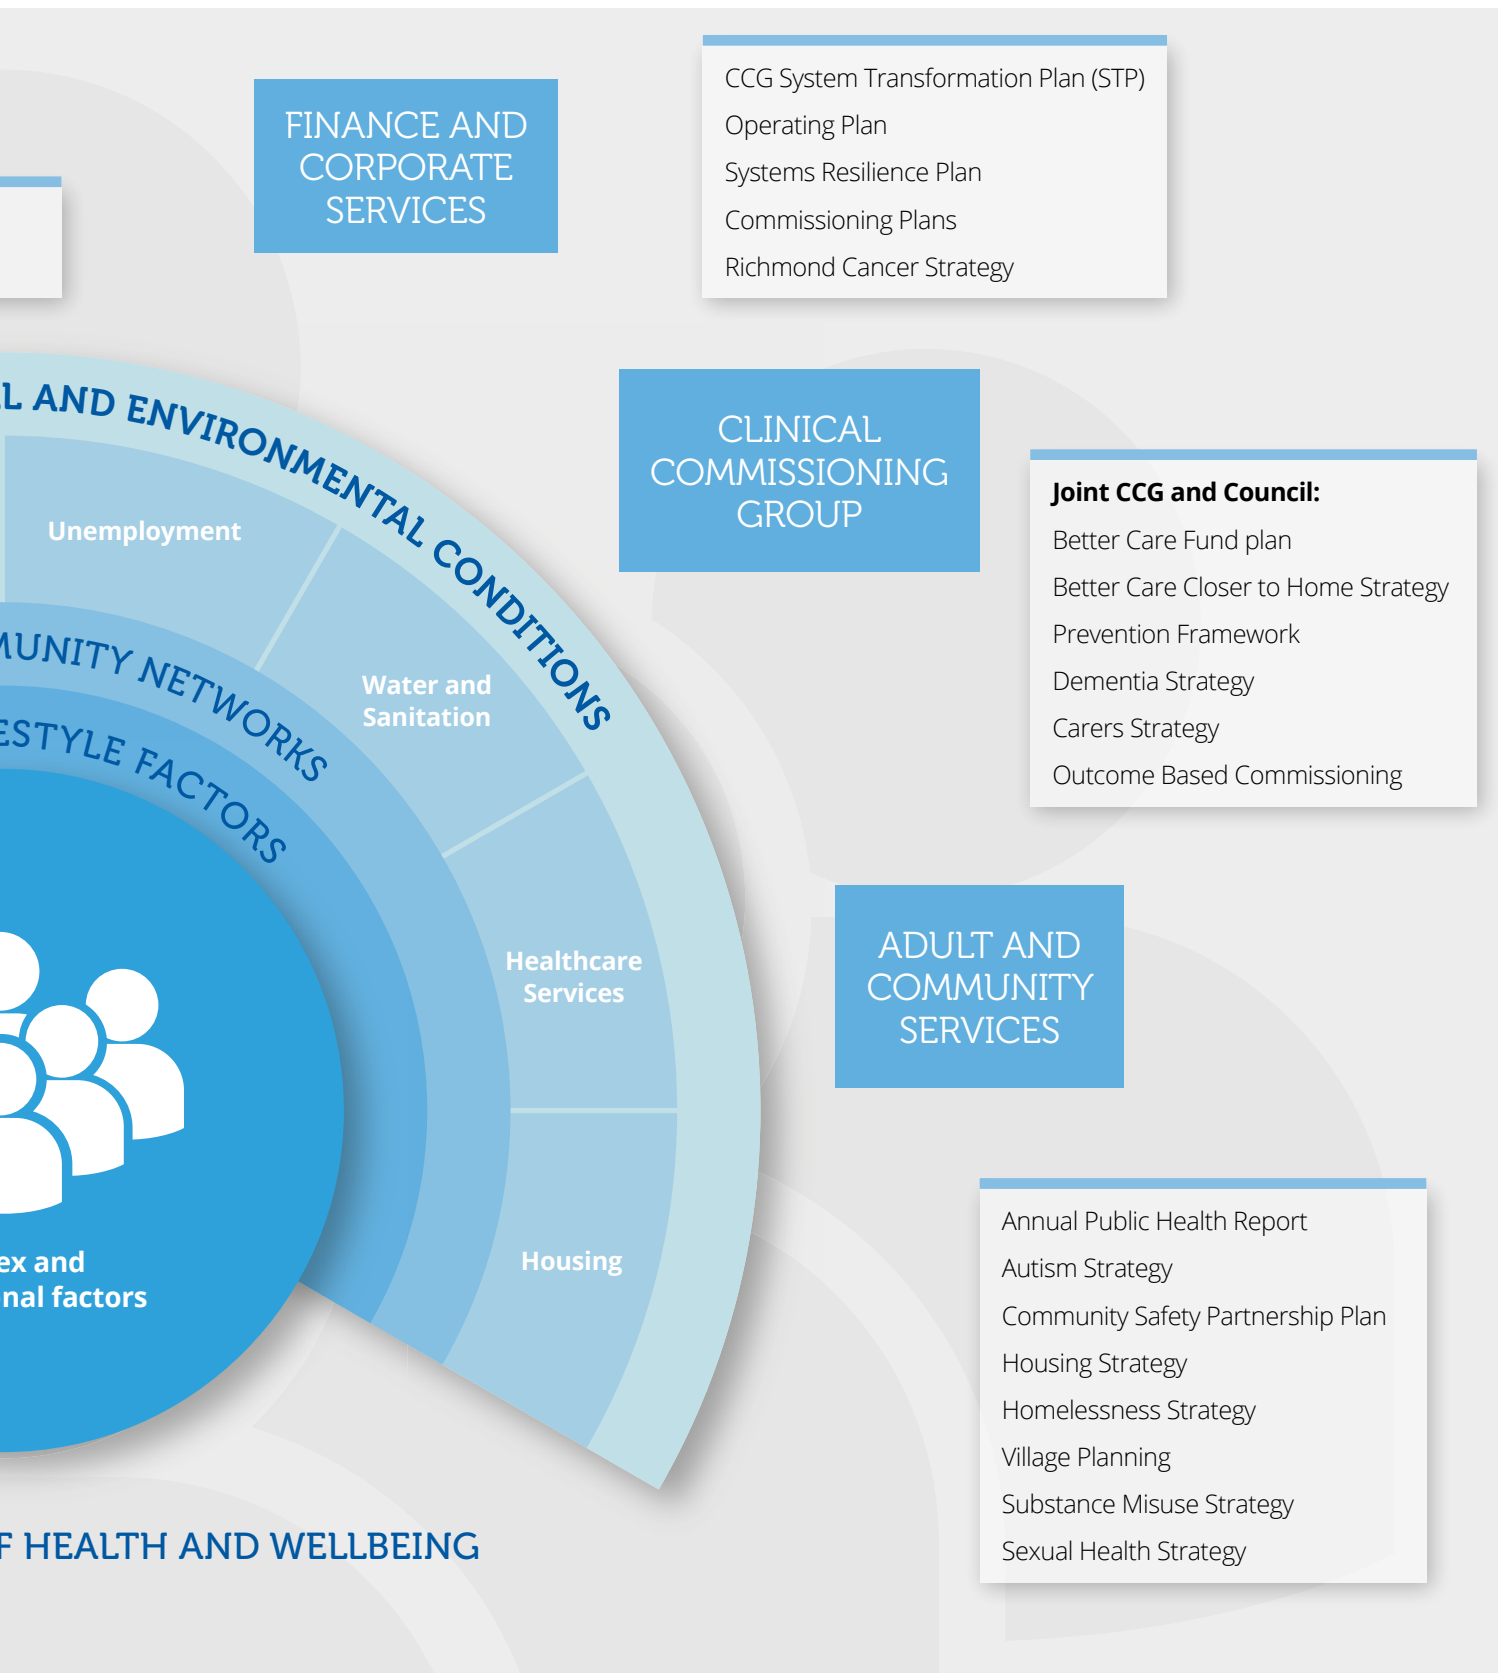 FINANCE AND
CORPORATE
SERVICES
CCG System Transformation Plan (STP)
Operating Plan
Systems Resilience Plan
Commissioning Plans
Richmond Cancer Strategy
CLINICAL
COMMISSIONING
GROUP
Joint CCG and Council:
Better Care Fund plan
Better Care Closer to Home Strategy
Prevention Framework
Dementia Strategy
Carers Strategy
Outcome Based Commissioning
ADULT AND
COMMUNITY
SERVICES
Annual Public Health Report
Autism Strategy
Community Safety Partnership Plan
Housing Strategy
Homelessness Strategy
Village Planning
Substance Misuse Strategy
Sexual Health Strategy
L AND ENVIRONMENTAL CONDITIONS
Unemployment
Water and
Sanitation
Healthcare
Services
Housing
MUNITY NETWORKS
ESTYLE FACTORS
ex and
nal factors
F HEALTH AND WELLBEING